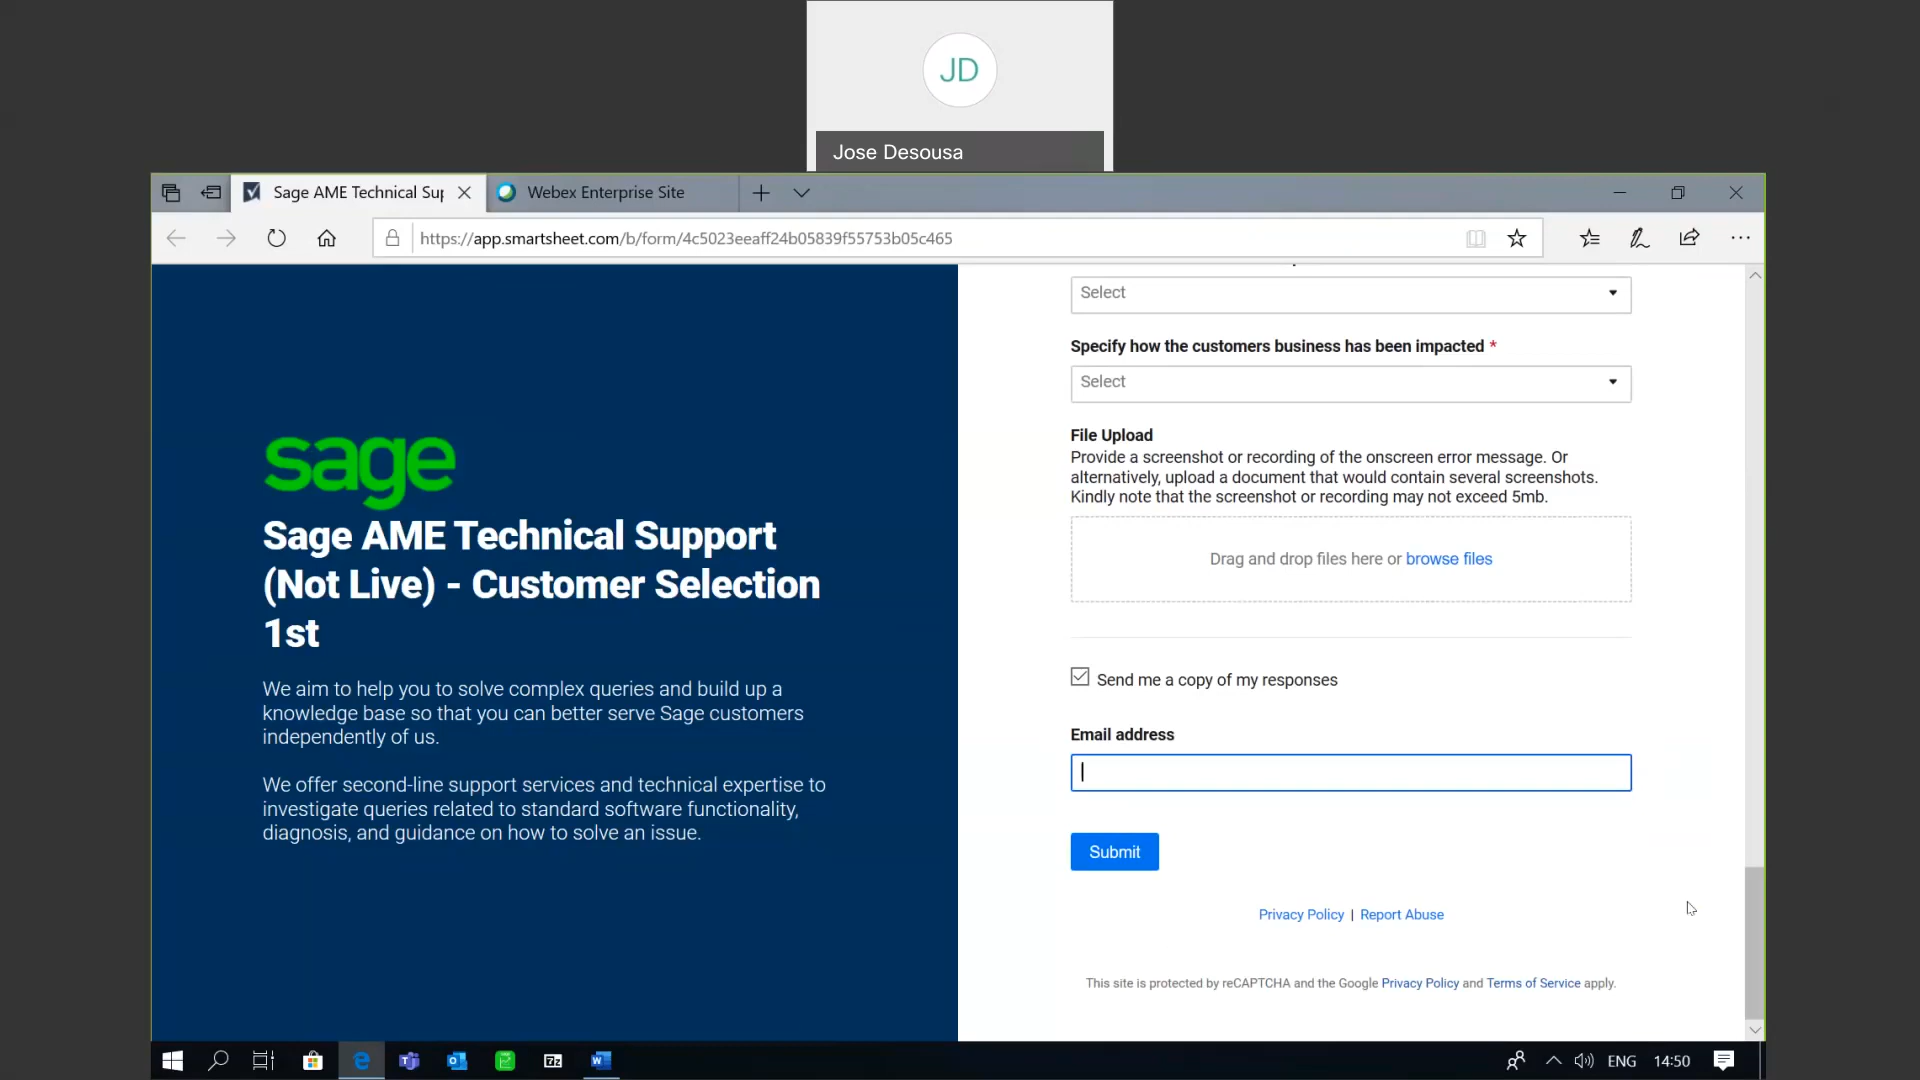 JD
Jose Desousa
Sage AME Technical Sup
Webex Enterprise Site
https://app.smartsheet.com/b/form/4c5023eeaff24b05839f55753b05c465
sage
Sage AME Technical Support
(Not Live) - Customer Selection
1st
We aim to help you to solve complex queries and build up a
knowledge base so that you can better serve Sage customers
independently of us.
We offer second-line support services and technical expertise to
investigate queries related to standard software functionality,
diagnosis, and guidance on how to solve an issue.
Select
Specify how the customers business has been impacted *
Select
File Upload
Provide a screenshot or recording of the onscreen error message. Or
alternatively, upload a document that would contain several screenshots.
Kindly note that the screenshot or recording may not exceed 5mb.
Drag and drop files here or browse files
Send me a copy of my responses
Email address
Submit
Privacy Policy | Report Abuse
This site is protected by reCAPTCHA and the Google Privacy Policy and Terms of Service apply.
ENG
14:50